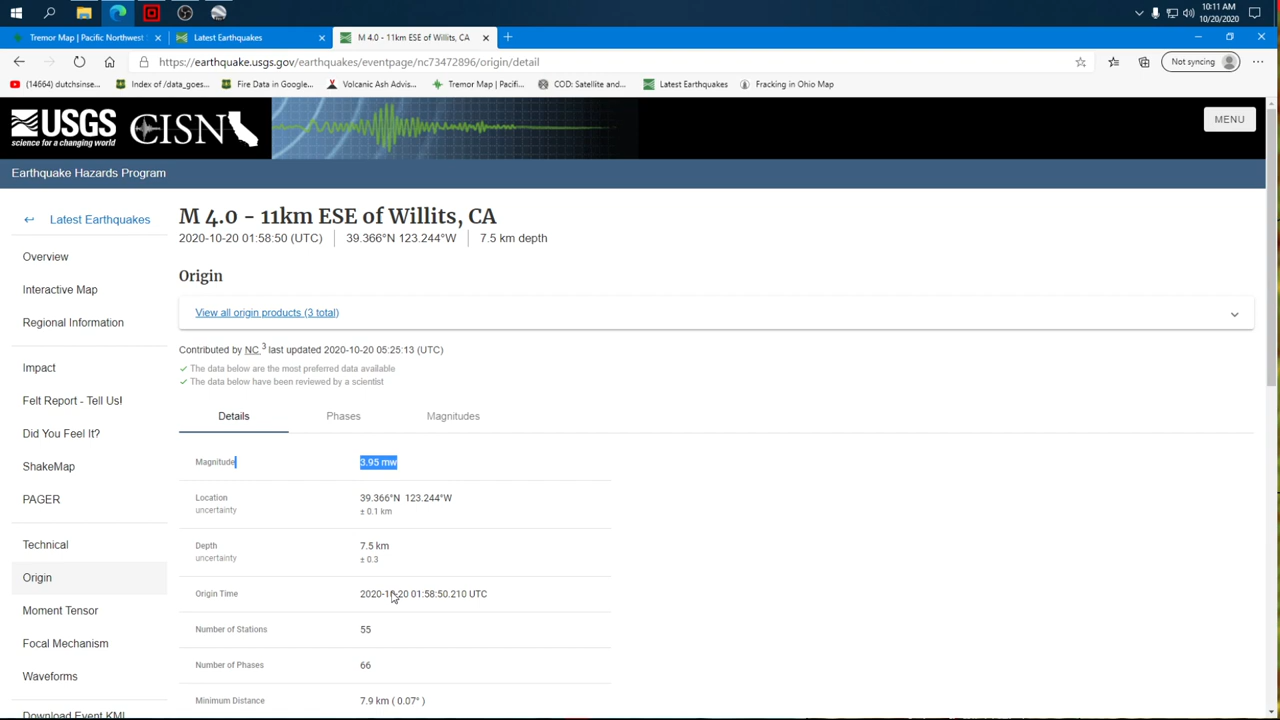 10:11 AM
10/20/2020
Tremor Map | Pacific Northwest
Latest Earthquakes
M 4.0 - 11km ESE of Willits, CA
https://earthquake.usgs.gov/earthquakes/eventpage/nc73472896/origin/detail
Not syncing
(14664) dutchsinse...
Index of /data_goes...
Fire Data in Google...
Volcanic Ash Advis...
Tremor Map | Pacifi...
COD: Satellite and...
Latest Earthquakes
Fracking in Ohio Map
USGS
science for a changing world
CISN
MENU
Earthquake Hazards Program
Latest Earthquakes
Overview
Interactive Map
Regional Information
Impact
Felt Report - Tell Us!
Did You Feel It?
ShakeMap
PAGER
Technical
Origin
Moment Tensor
Focal Mechanism
Waveforms
Download Event KML
M 4.0 - 11km ESE of Willits, CA
2020-10-20 01:58:50 (UTC) 39.366°N 123.244°W 7.5 km depth
Origin
View all origin products (3 total)
Contributed by NC 3 last updated 2020-10-20 05:25:13 (UTC)
The data below are the most preferred data available
The data below have been reviewed by a scientist
Details Phases Magnitudes
Magnitude 3.95 mw
Location 39.366°N 123.244°W
uncertainty ± 0.1 km
Depth 7.5 km
uncertainty ± 0.3
Origin Time 2020-10-20 01:58:50.210 UTC
Number of Stations 55
Number of Phases 66
Minimum Distance 7.9 km ( 0.07° )